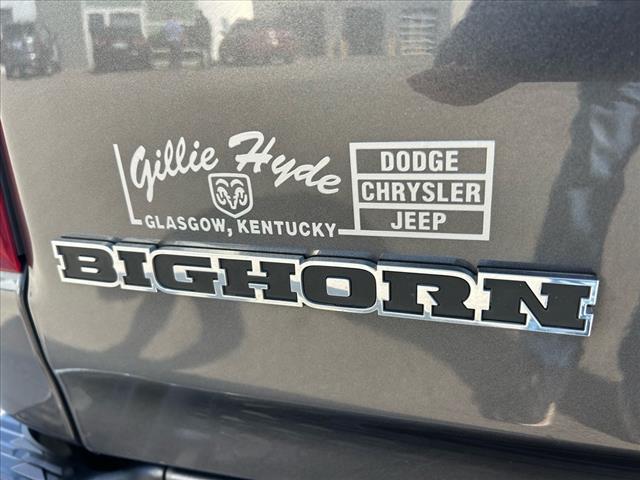 Gillie Hyde
GLASGOW, KENTUCKY
DODGE
CHRYSLER
JEEP
BIGHORN